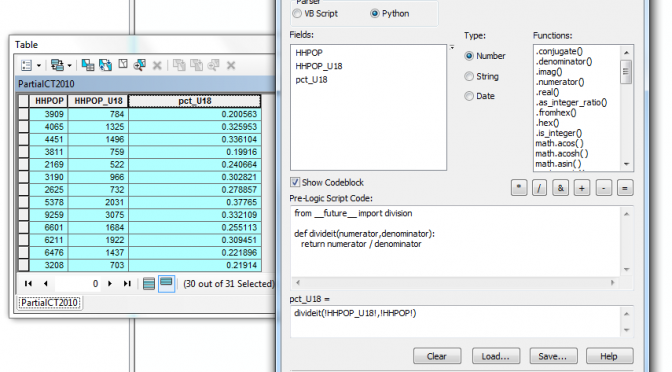 Table
PartialCT2010
HHPOP HHPOP_U18 pct_U18
3909 784 0.200563
4065 1325 0.325953
4451 1496 0.336104
3811 759 0.19916
2169 522 0.240664
3190 966 0.302821
2625 732 0.278857
5378 2031 0.37765
9259 3075 0.332109
6601 1684 0.255113
6211 1922 0.309451
6476 1437 0.221896
3208 703 0.21914
0 (30 out of 31 Selected)
PartialCT2010
Parser
VB Script Python
Fields:
HHPOP
HHPOP_U18
pct_U18
Type:
Number
String
Date
Functions:
.conjugate()
.denominator()
.imag()
.numerator()
.real()
.as_integer_ratio()
.fromhex()
.hex()
.is_integer()
math.acos( )
math.acosh( )
math.asin( )
Show Codeblock
* / & + - =
Pre-Logic Script Code:
from __future__ import division
def divideit(numerator,denominator):
return numerator / denominator
pct_U18 =
divideit(!HHPOP_U18!,!HHPOP!)
Clear Load... Save... Help